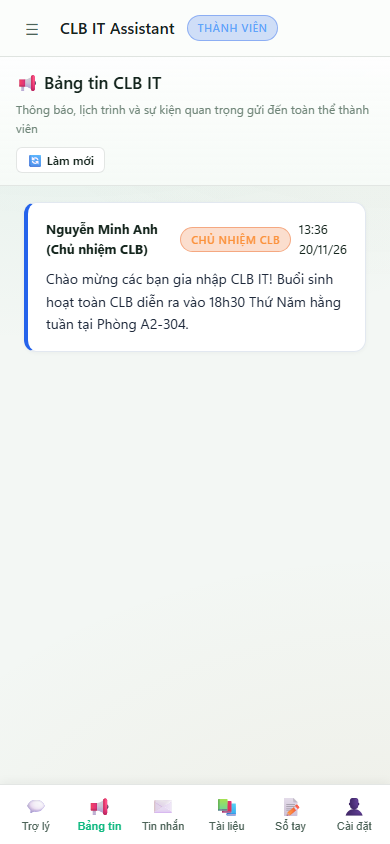 ☰ CLB IT Assistant THÀNH VIÊN
Bảng tin CLB IT
Thông báo, lịch trình và sự kiện quan trọng gửi đến toàn thể thành
viên
Làm mới
Nguyễn Minh Anh
(Chủ nhiệm CLB)
CHỦ NHIỆM CLB
13:36
20/11/26
Chào mừng các bạn gia nhập CLB IT! Buổi sinh
hoạt toàn CLB diễn ra vào 18h30 Thứ Năm hằng
tuần tại Phòng A2-304.
Trợ lý Bảng tin Tin nhắn Tài liệu Sổ tay Cài đặt